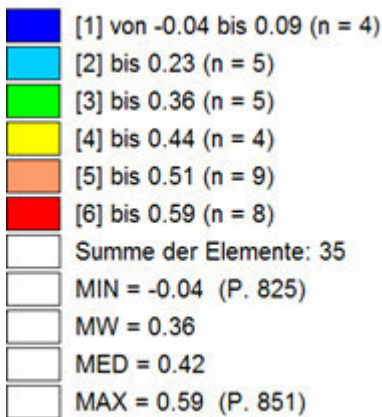 [1] von -0.04 bis 0.09 (n = 4)
[2] bis 0.23 (n = 5)
[3] bis 0.36 (n = 5)
[4] bis 0.44 (n = 4)
[5] bis 0.51 (n = 9)
[6] bis 0.59 (n = 8)
Summe der Elemente: 35
MIN = -0.04 (P. 825)
MW = 0.36
MED = 0.42
MAX = 0.59 (P. 851)